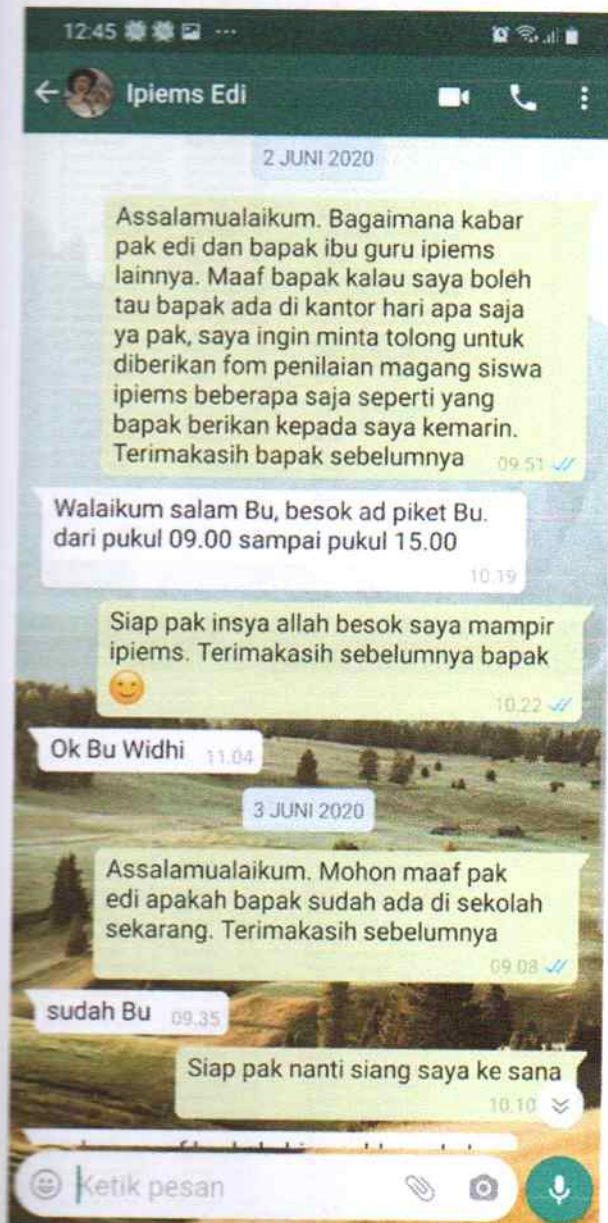 12:45
Ipiems Edi
2 JUNI 2020
Assalamualaikum. Bagaimana kabar
pak edi dan bapak ibu guru ipiems
lainnya. Maaf bapak kalau saya boleh
tau bapak ada di kantor hari apa saja
ya pak, saya ingin minta tolong untuk
diberikan fom penilaian magang siswa
ipiems beberapa saja seperti yang
bapak berikan kepada saya kemarin.
Terimakasih bapak sebelumnya 09.51
Walaikum salam Bu, besok ad piket Bu.
dari pukul 09.00 sampai pukul 15.00
10.19
Siap pak insya allah besok saya mampir
ipiems. Terimakasih sebelumnya bapak
😊
10.22
Ok Bu Widhi 11.04
3 JUNI 2020
Assalamualaikum. Mohon maaf pak
edi apakah bapak sudah ada di sekolah
sekarang. Terimakasih sebelumnya
09.08
sudah Bu 09.35
Siap pak nanti siang saya ke sana
10.10
Ketik pesan